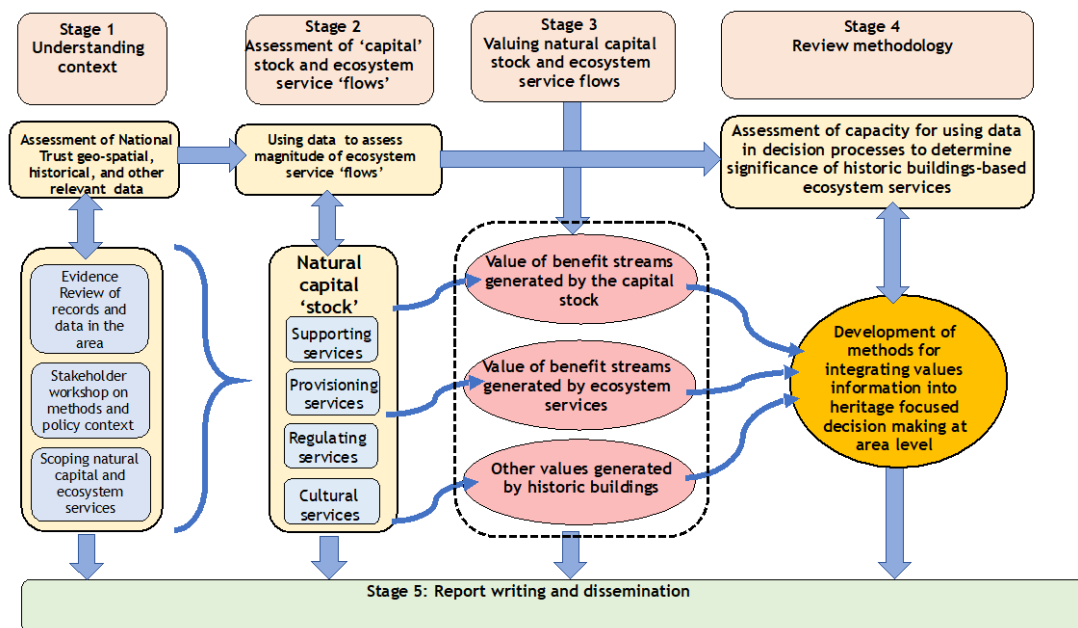 Stage 1
Understanding
context
Stage 2
Assessment of ‘capital’
stock and ecosystem
service ‘flows’
Stage 3
Valuing natural capital
stock and ecosystem
service flows
Stage 4
Review methodology
Assessment of National
Trust geo-spatial,
historical, and other
relevant data
Using data to assess
magnitude of ecosystem
service ‘flows’
Assessment of capacity for using data
in decision processes to determine
significance of historic buildings-based
ecosystem services
Evidence
Review of
records and
data in the
area
Stakeholder
workshop on
methods and
policy context
Scoping natural
capital and
ecosystem
services
Natural
capital
‘stock’
Supporting
services
Provisioning
services
Regulating
services
Cultural
services
Value of benefit streams
generated by the capital
stock
Value of benefit streams
generated by ecosystem
services
Other values generated
by historic buildings
Development of
methods for
integrating values
information into
heritage focused
decision making at
area level
Stage 5: Report writing and dissemination